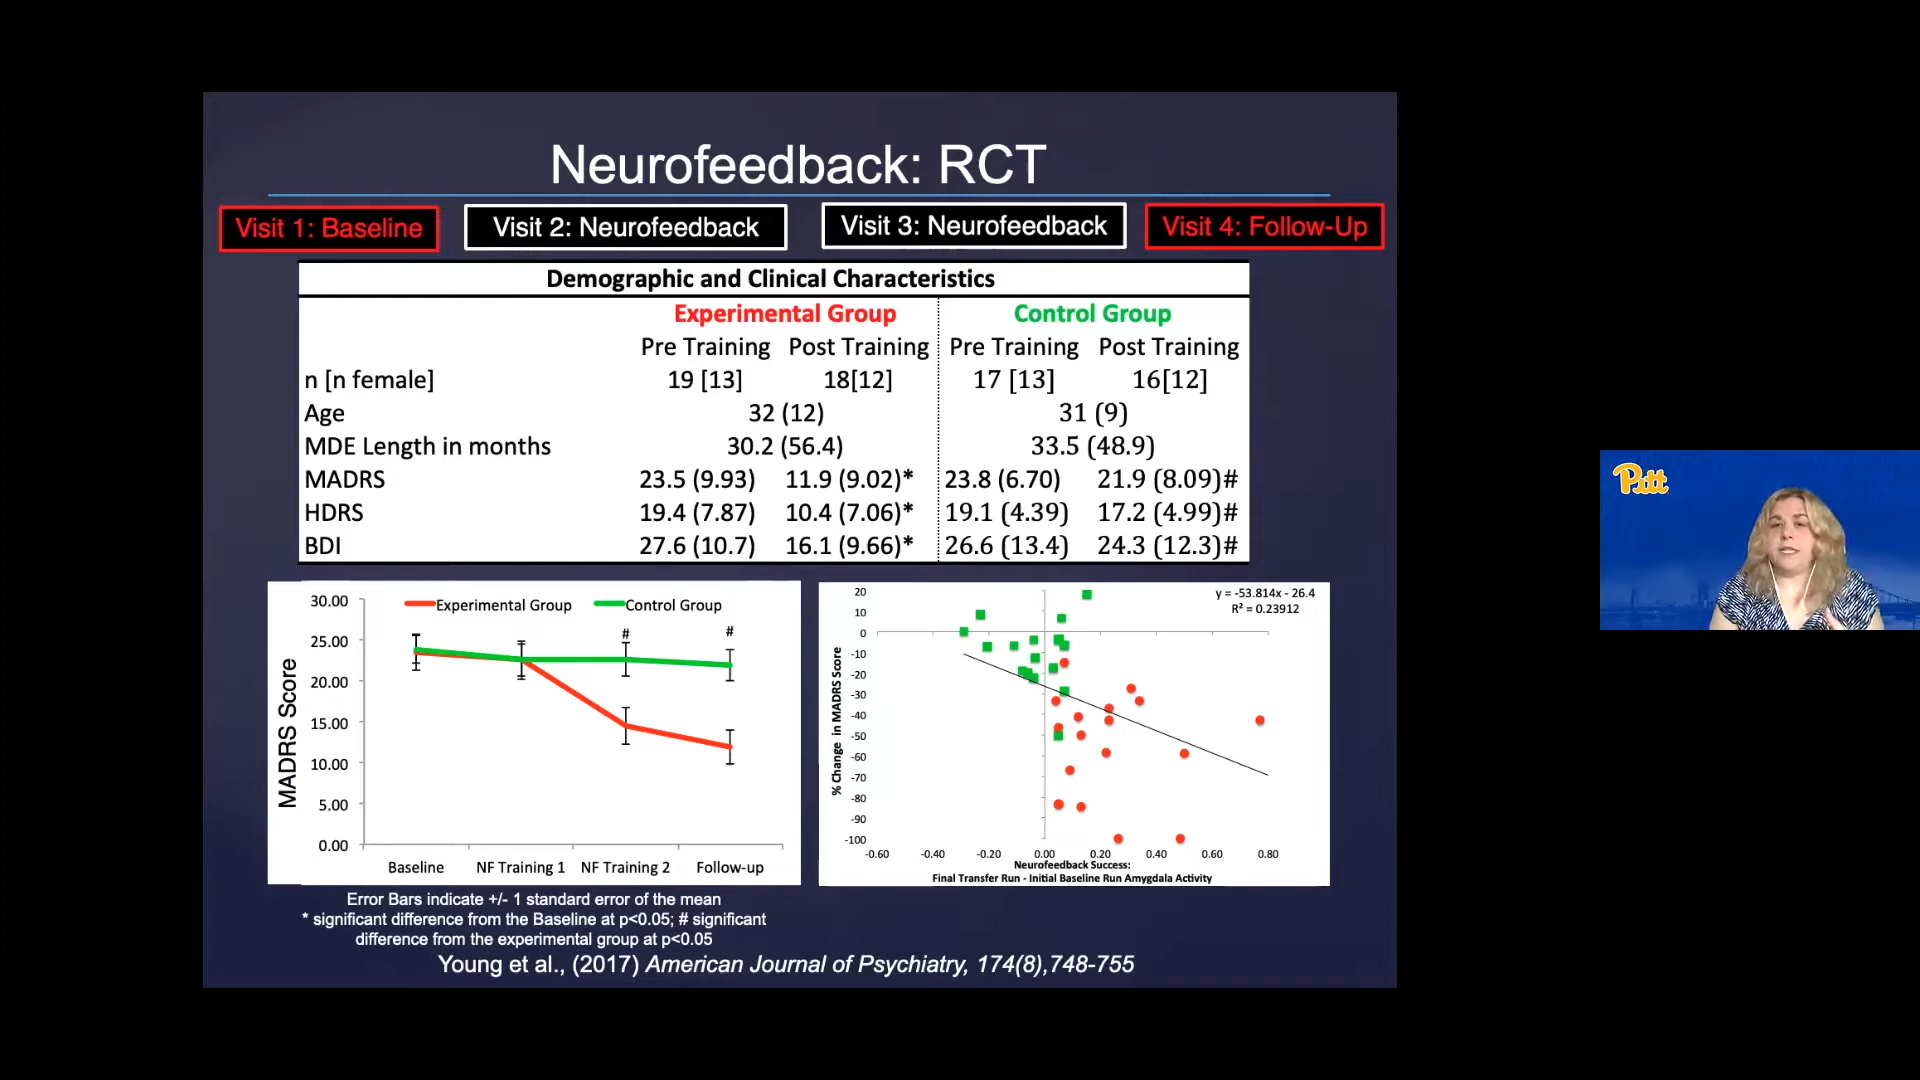 Neurofeedback: RCT
Visit 1: Baseline
Visit 2: Neurofeedback
Visit 3: Neurofeedback
Visit 4: Follow-Up
Demographic and Clinical Characteristics
Experimental Group Control Group
Pre Training Post Training Pre Training Post Training
n [n female] 19 [13] 18[12] 17 [13] 16[12]
Age 32 (12) 31 (9)
MDE Length in months 30.2 (56.4) 33.5 (48.9)
MADRS 23.5 (9.93) 11.9 (9.02)* 23.8 (6.70) 21.9 (8.09)#
HDRS 19.4 (7.87) 10.4 (7.06)* 19.1 (4.39) 17.2 (4.99)#
BDI 27.6 (10.7) 16.1 (9.66)* 26.6 (13.4) 24.3 (12.3)#
MADRS Score
30.00
25.00
20.00
15.00
10.00
5.00
0.00
Experimental Group Control Group
# #
Baseline NF Training 1 NF Training 2 Follow-up
% Change in MADRS Score
20
10
0
-10
-20
-30
-40
-50
-60
-70
-80
-90
-100
y = -53.814x - 26.4
R² = 0.23912
-0.60 -0.40 -0.20 0.00 0.20 0.40 0.60 0.80
Neurofeedback Success:
Final Transfer Run - Initial Baseline Run Amygdala Activity
Error Bars indicate +/- 1 standard error of the mean
* significant difference from the Baseline at p<0.05; # significant
difference from the experimental group at p<0.05
Young et al., (2017) American Journal of Psychiatry, 174(8),748-755
Pitt